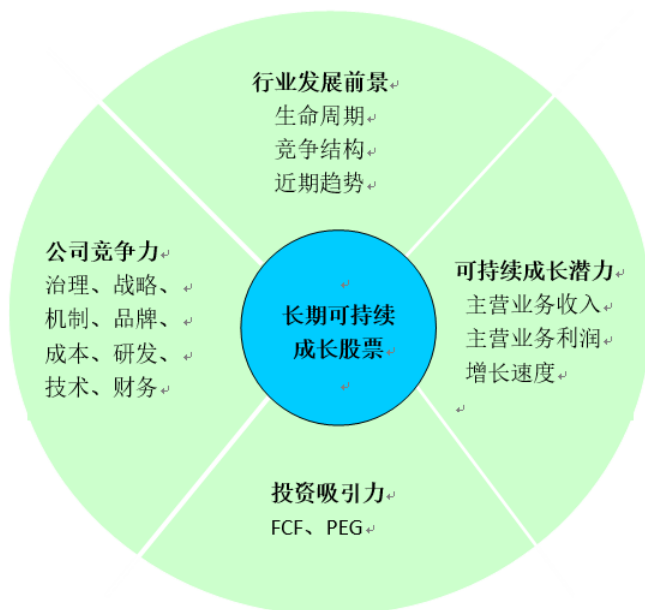 行业发展前景
生命周期
竞争结构
近期趋势
公司竞争力
治理、战略、
机制、品牌、
成本、研发、
技术、财务
长期可持续
成长股票
可持续成长潜力
主营业务收入
主营业务利润
增长速度
投资吸引力
FCF、PEG